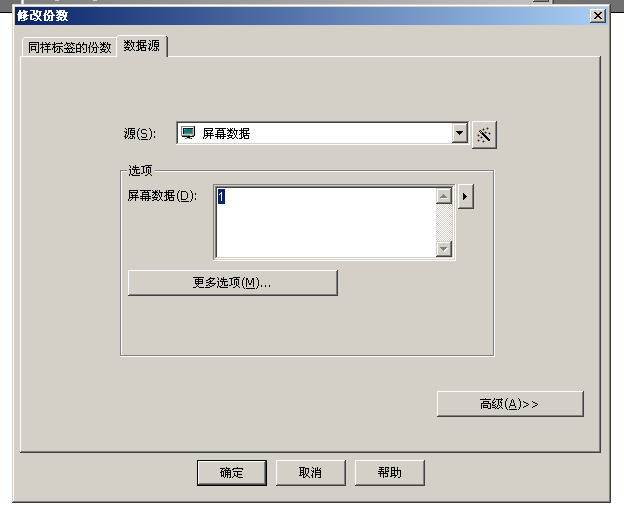 修改份数
同样标签的份数 数据源
源(S): 屏幕数据
选项
屏幕数据(D): 1
更多选项(M)...
高级(A)>>
确定 取消 帮助